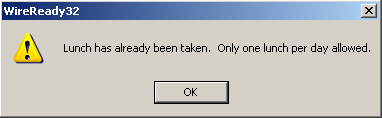 WireReady32
Lunch has already been taken.  Only one lunch per day allowed.
OK